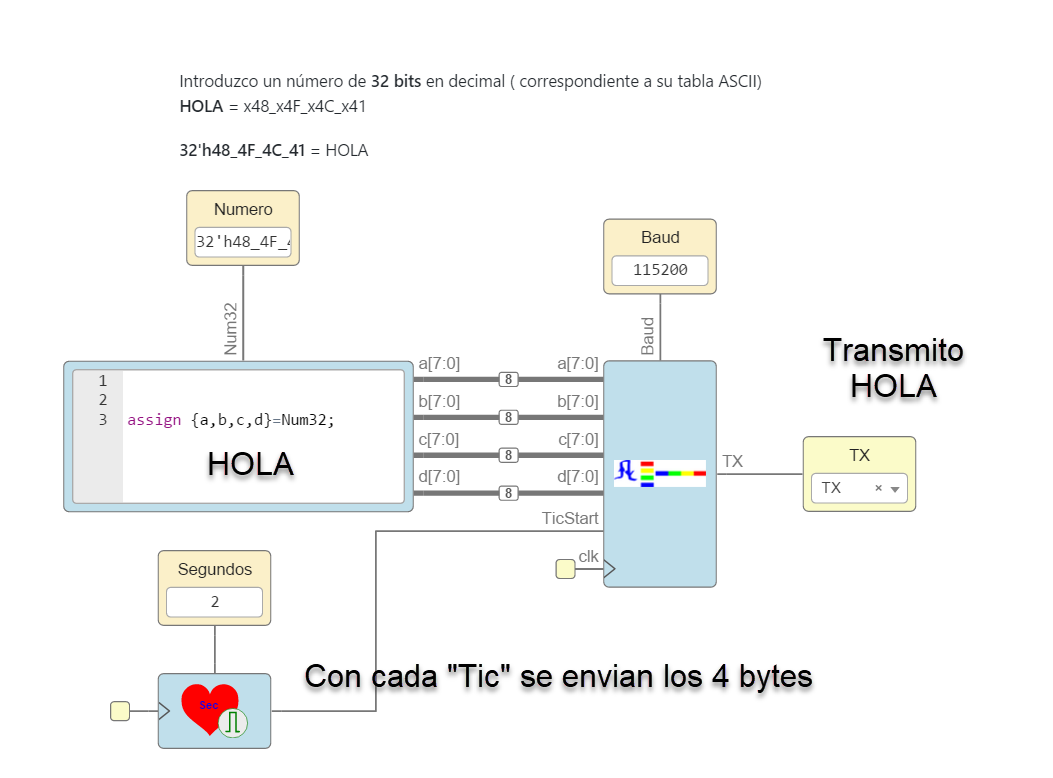 Introduzco un número de 32 bits en decimal ( correspondiente a su tabla ASCII)
HOLA = x48_x4F_x4C_x41
32'h48_4F_4C_41 = HOLA
Numero
32'h48_4F_4
Num32
Baud
115200
Baud
1
2
3 assign {a,b,c,d}=Num32;
HOLA
a[7:0] 8 a[7:0]
b[7:0] 8 b[7:0]
c[7:0] 8 c[7:0]
d[7:0] 8 d[7:0]
TicStart
clk
TX
Transmito
HOLA
TX
TX ×
Segundos
2
Sec
Con cada "Tic" se envian los 4 bytes